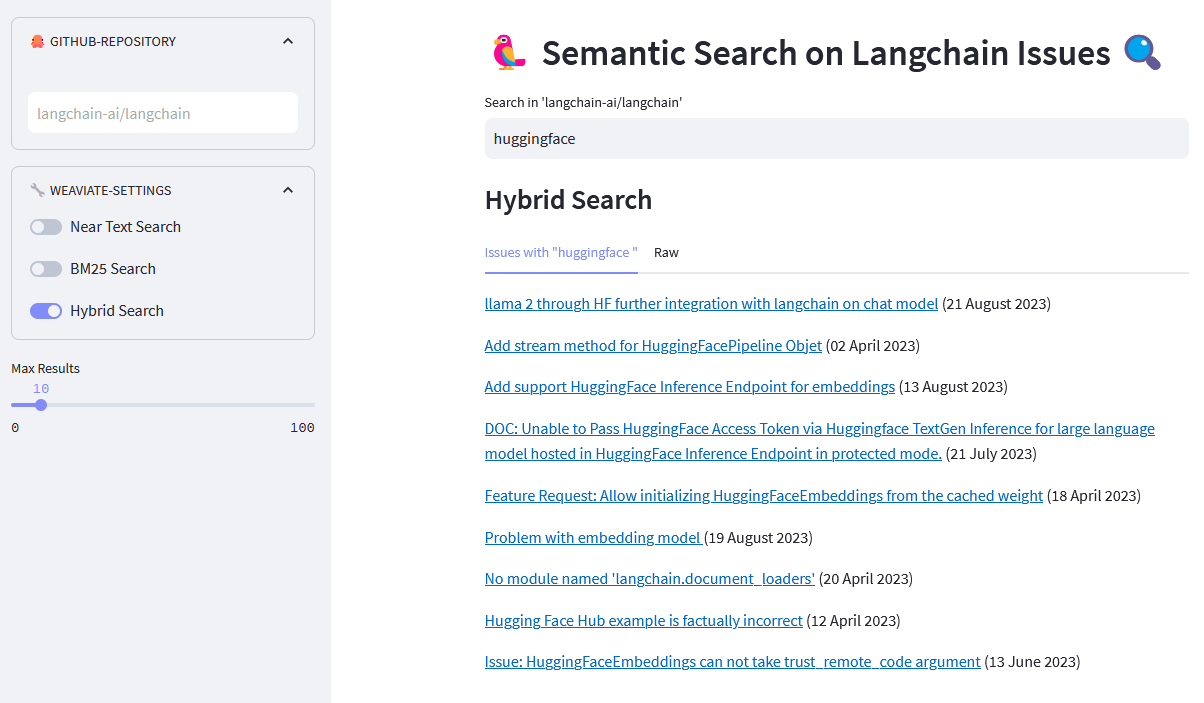 GITHUB-REPOSITORY
langchain-ai/langchain
WEAVIATE-SETTINGS
Near Text Search
BM25 Search
Hybrid Search
Max Results
10
0 100
Semantic Search on Langchain Issues
Search in 'langchain-ai/langchain'
huggingface
Hybrid Search
Issues with "huggingface " Raw
llama 2 through HF further integration with langchain on chat model (21 August 2023)
Add stream method for HuggingFacePipeline Objet (02 April 2023)
Add support HuggingFace Inference Endpoint for embeddings (13 August 2023)
DOC: Unable to Pass HuggingFace Access Token via Huggingface TextGen Inference for large language
model hosted in HuggingFace Inference Endpoint in protected mode. (21 July 2023)
Feature Request: Allow initializing HuggingFaceEmbeddings from the cached weight (18 April 2023)
Problem with embedding model (19 August 2023)
No module named 'langchain.document_loaders' (20 April 2023)
Hugging Face Hub example is factually incorrect (12 April 2023)
Issue: HuggingFaceEmbeddings can not take trust_remote_code argument (13 June 2023)